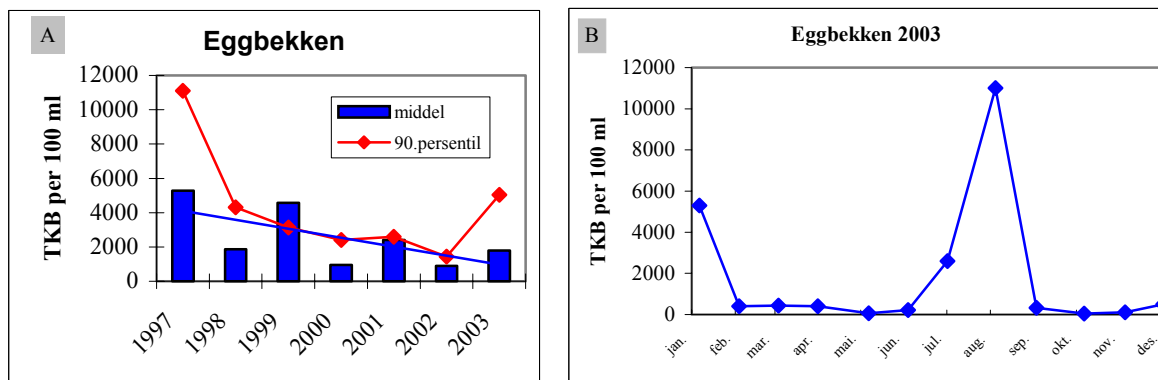 A
Eggbekken
TKB per 100 ml
12000
10000
8000
6000
4000
2000
0
middel
90.persentil
1997
1998
1999
2000
2001
2002
2003
B
Eggbekken 2003
TKB per 100 ml
12000
10000
8000
6000
4000
2000
0
jan.
feb.
mar.
apr.
mai.
jun.
jul.
aug.
sep.
okt.
nov.
des.